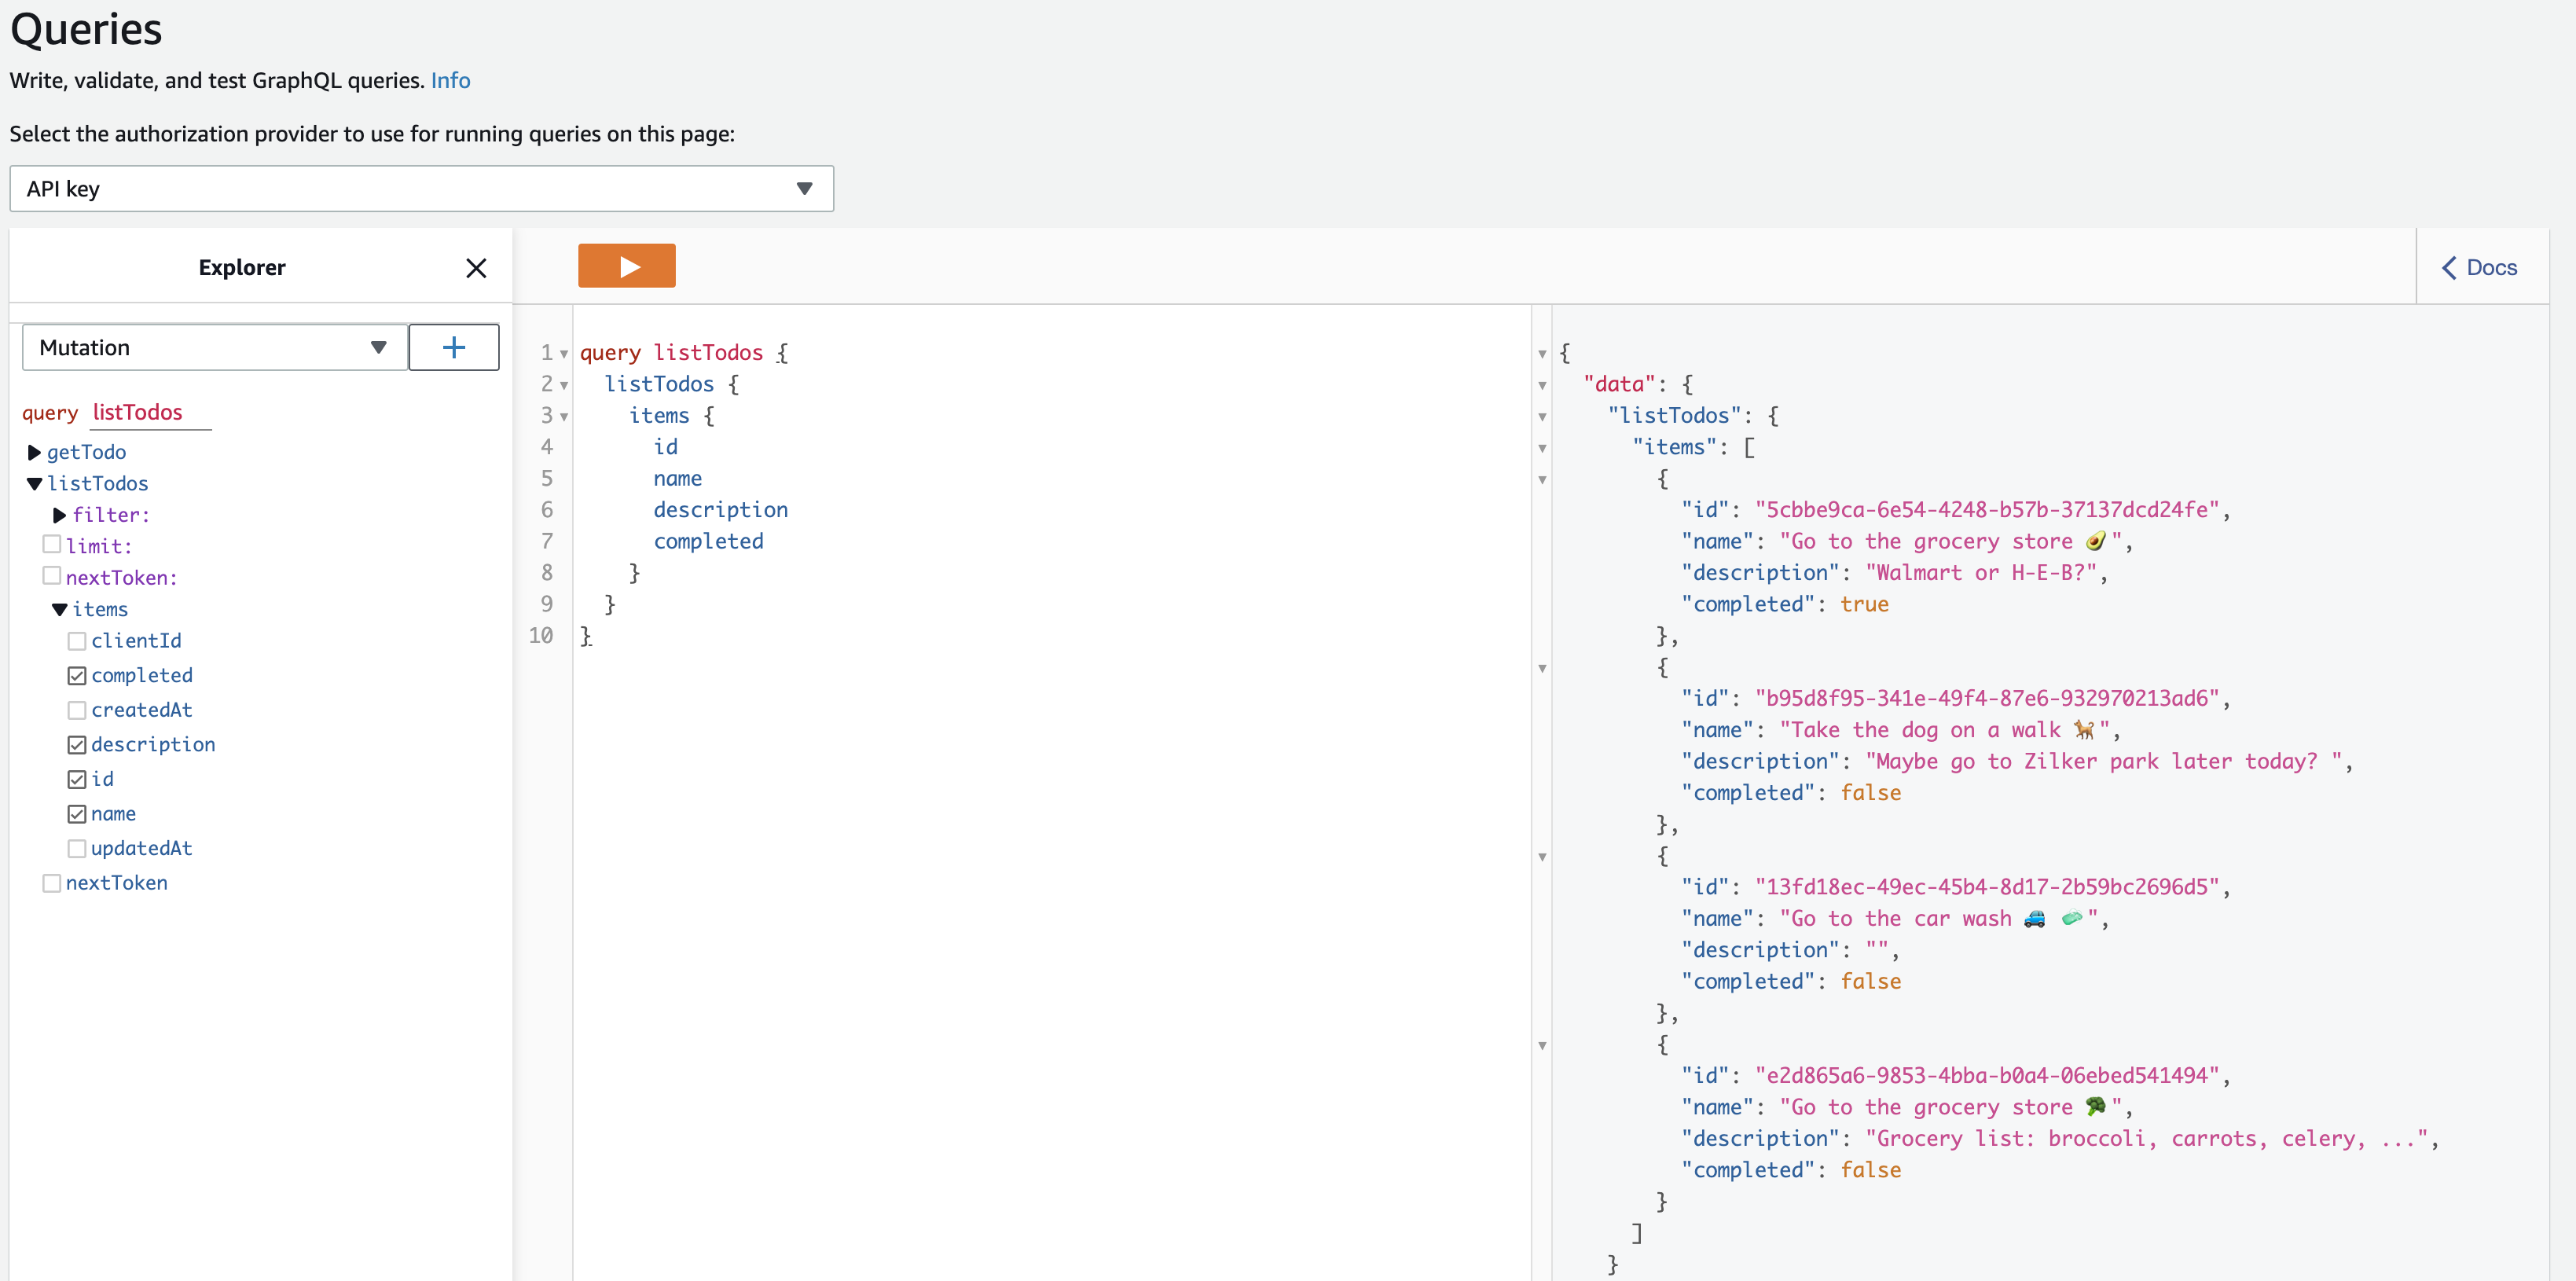 Queries
Write, validate, and test GraphQL queries. Info
Select the authorization provider to use for running queries on this page:
API key
Explorer
Docs
Mutation
query listTodos
getTodo
listTodos
filter:
limit:
nextToken:
items
clientId
completed
createdAt
description
id
name
updatedAt
nextToken
1 query listTodos {
2 listTodos {
3 items {
4 id
5 name
6 description
7 completed
8 }
9 }
10 }
{
"data": {
"listTodos": {
"items": [
{
"id": "5cbbe9ca-6e54-4248-b57b-37137dcd24fe",
"name": "Go to the grocery store 🥑",
"description": "Walmart or H-E-B?",
"completed": true
},
{
"id": "b95d8f95-341e-49f4-87e6-932970213ad6",
"name": "Take the dog on a walk 🐕",
"description": "Maybe go to Zilker park later today? ",
"completed": false
},
{
"id": "13fd18ec-49ec-45b4-8d17-2b59bc2696d5",
"name": "Go to the car wash 🚙 🧼",
"description": "",
"completed": false
},
{
"id": "e2d865a6-9853-4bba-b0a4-06ebed541494",
"name": "Go to the grocery store 🥦",
"description": "Grocery list: broccoli, carrots, celery, ...",
"completed": false
}
]
}